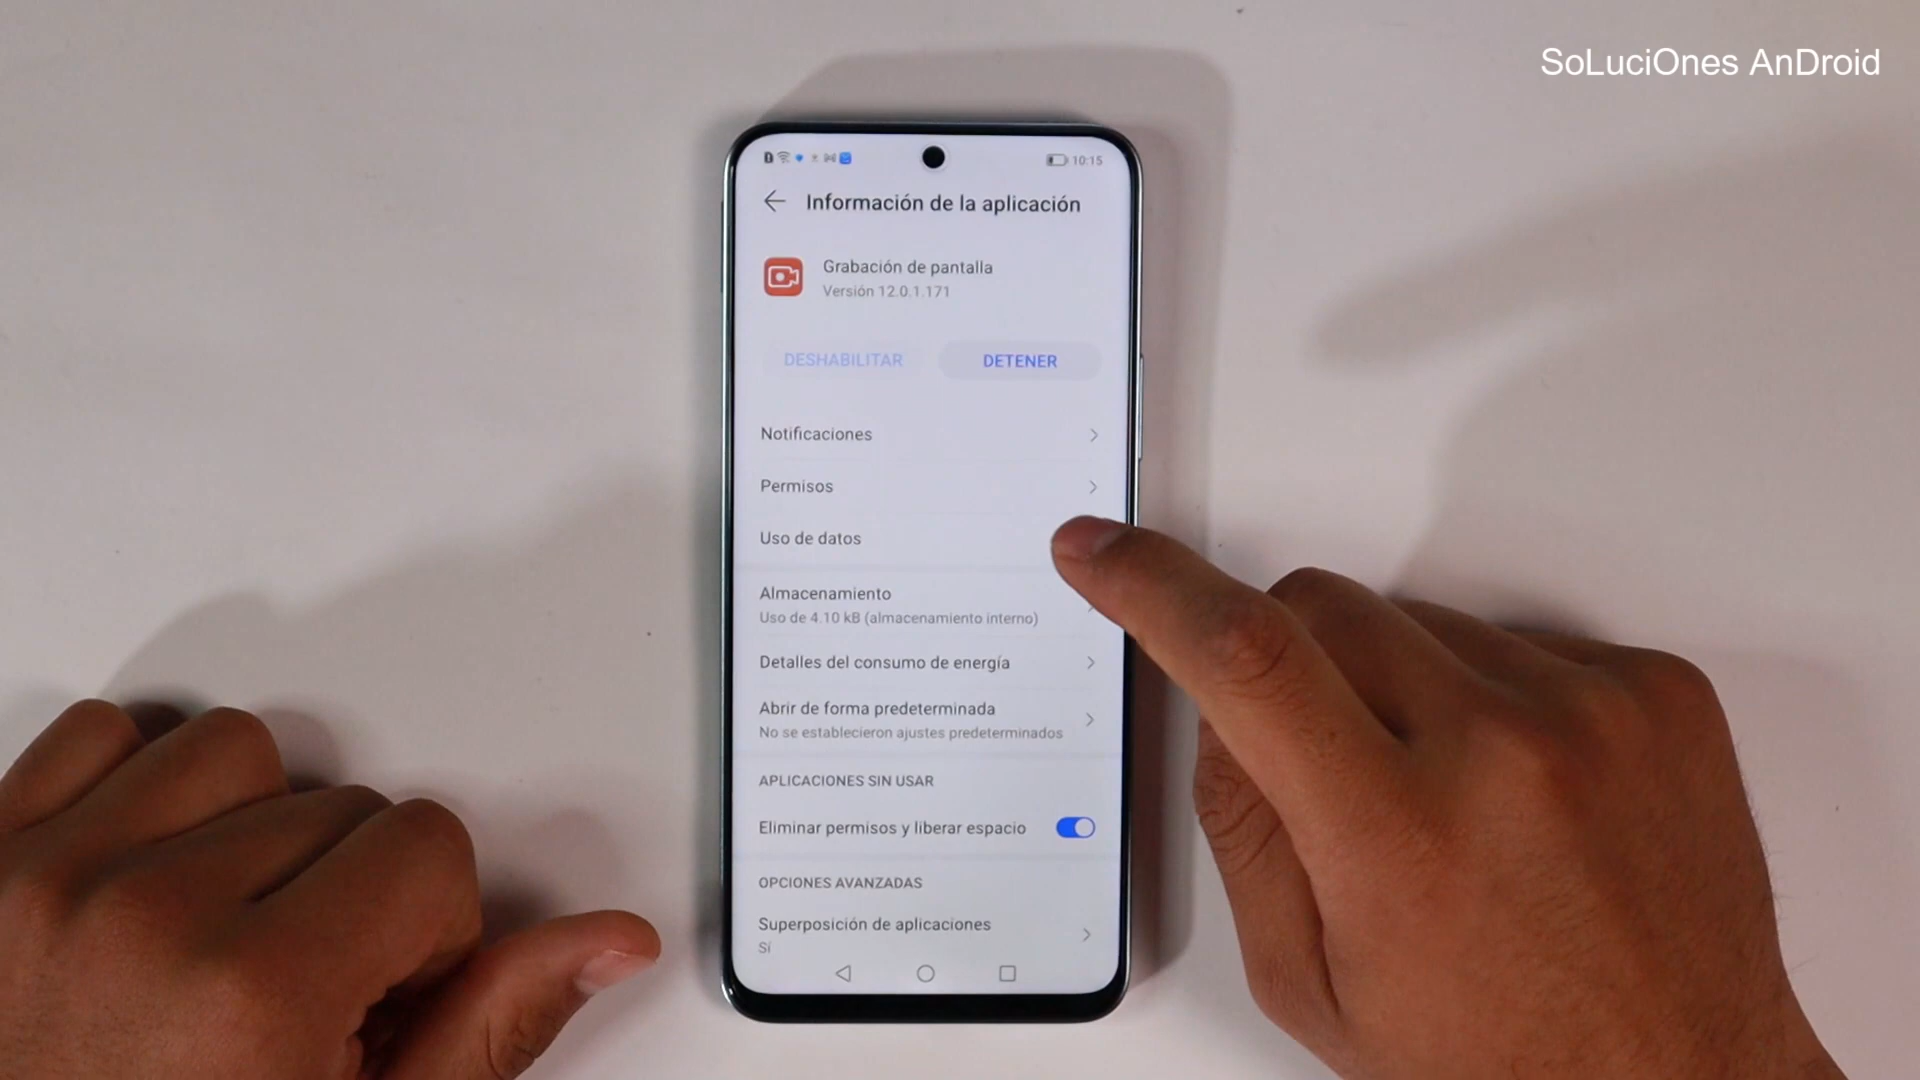 SoLuciOnes AnDroid
10:15
Información de la aplicación
Grabación de pantalla
Versión 12.0.1.171
DESHABILITAR
DETENER
Notificaciones
Permisos
Uso de datos
Almacenamiento
Uso de 4.10 kB (almacenamiento interno)
Detalles del consumo de energía
Abrir de forma predeterminada
No se establecieron ajustes predeterminados
APLICACIONES SIN USAR
Eliminar permisos y liberar espacio
OPCIONES AVANZADAS
Superposición de aplicaciones
Sí